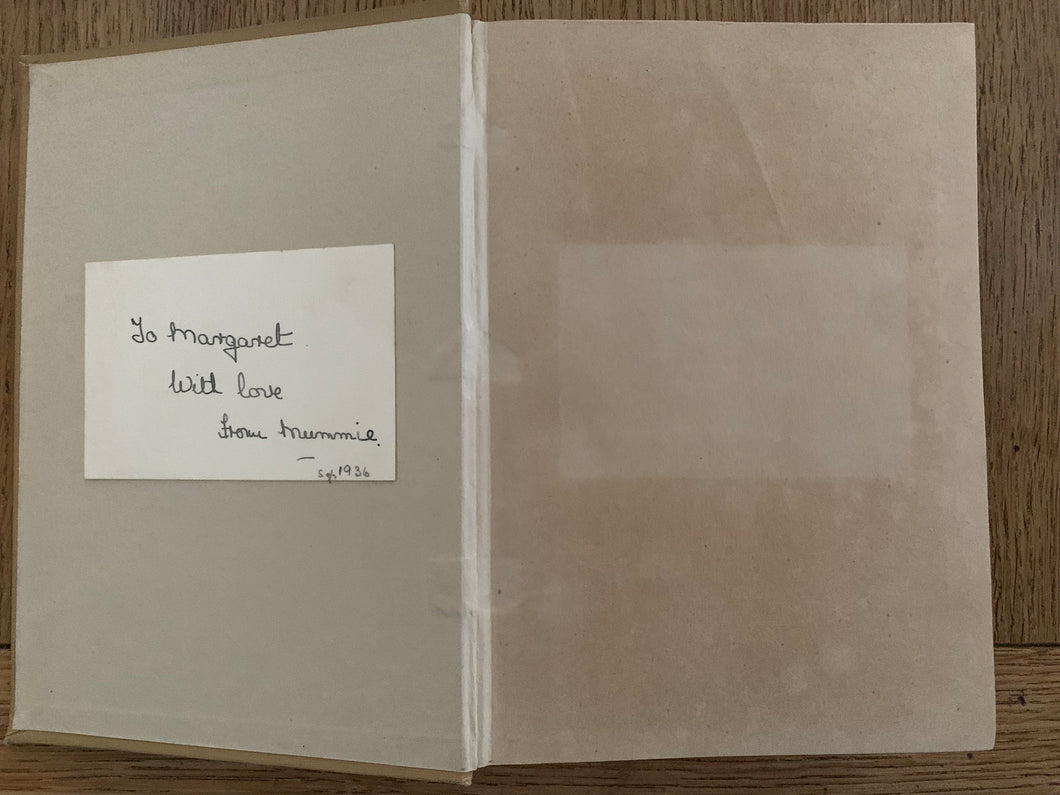 To Margaret.
With love
From Mummie.
Sep 1936